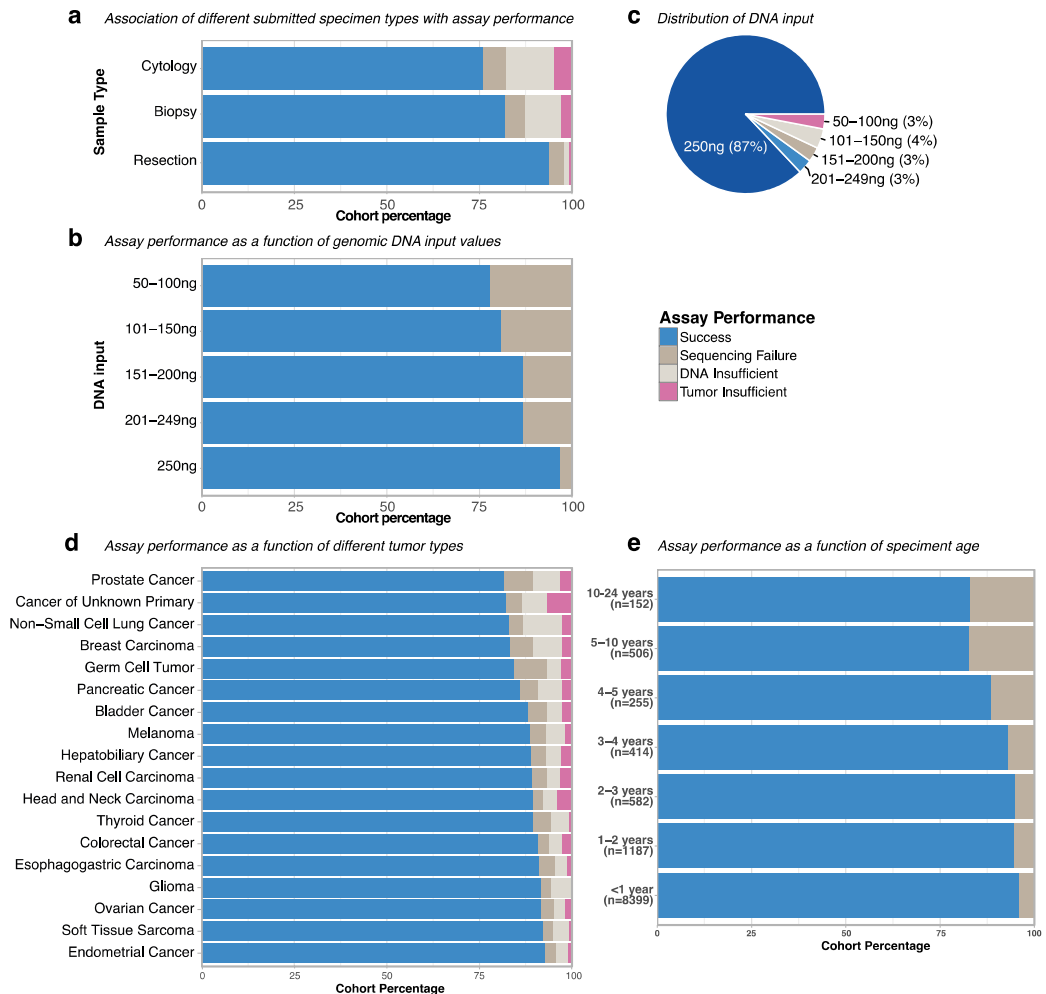 a Association of different submitted specimen types with assay performance
Sample Type
Cytology
Biopsy
Resection
0 25 50 75 100
Cohort percentage
c Distribution of DNA input
250ng (87%)
50–100ng (3%)
101–150ng (4%)
151–200ng (3%)
201–249ng (3%)
b Assay performance as a function of genomic DNA input values
DNA input
50–100ng
101–150ng
151–200ng
201–249ng
250ng
0 25 50 75 100
Cohort percentage
Assay Performance
Success
Sequencing Failure
DNA Insufficient
Tumor Insufficient
d Assay performance as a function of different tumor types
Prostate Cancer
Cancer of Unknown Primary
Non–Small Cell Lung Cancer
Breast Carcinoma
Germ Cell Tumor
Pancreatic Cancer
Bladder Cancer
Melanoma
Hepatobiliary Cancer
Renal Cell Carcinoma
Head and Neck Carcinoma
Thyroid Cancer
Colorectal Cancer
Esophagogastric Carcinoma
Glioma
Ovarian Cancer
Soft Tissue Sarcoma
Endometrial Cancer
0 25 50 75 100
Cohort Percentage
e Assay performance as a function of speciment age
10-24 years
(n=152)
5–10 years
(n=506)
4–5 years
(n=255)
3–4 years
(n=414)
2–3 years
(n=582)
1–2 years
(n=1187)
<1 year
(n=8399)
0 25 50 75 100
Cohort Percentage